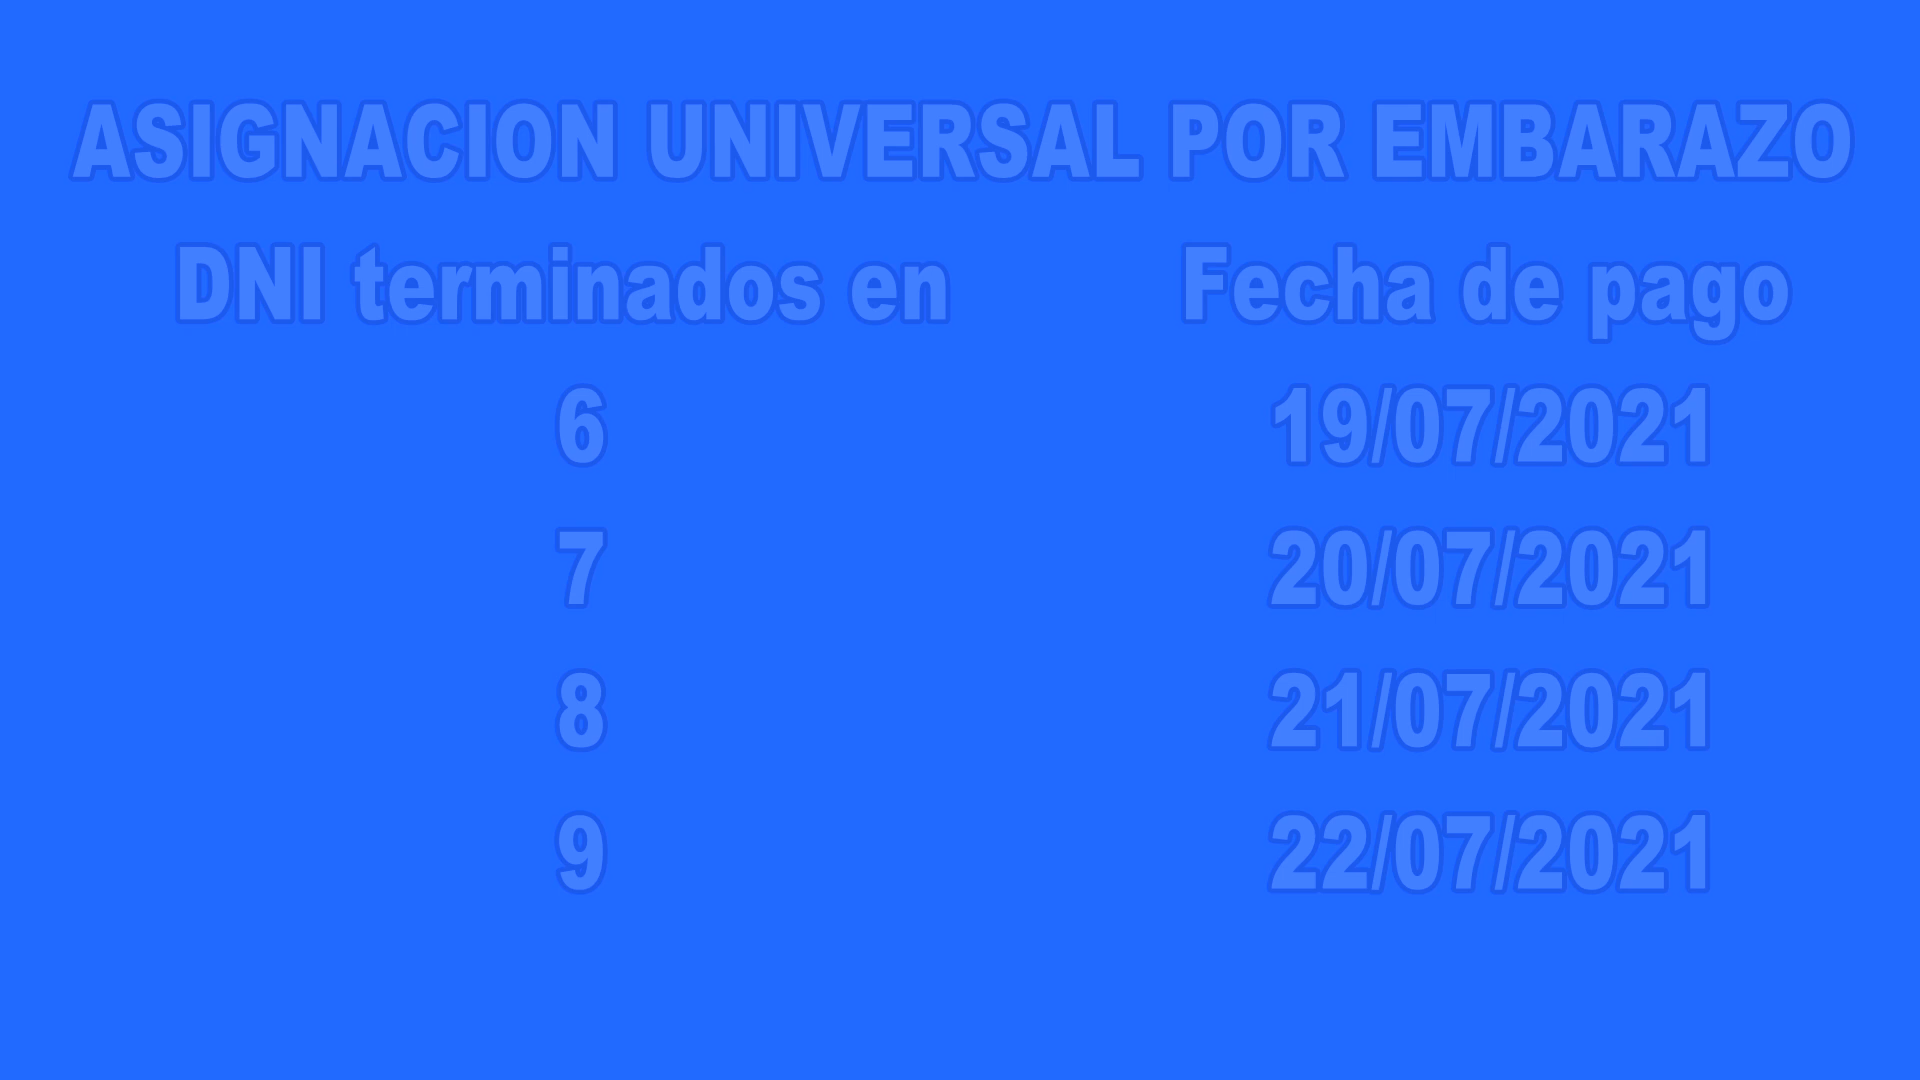 ASIGNACION UNIVERSAL POR EMBARAZO
DNI terminados en Fecha de pago
6 19/07/2021
7 20/07/2021
8 21/07/2021
9 22/07/2021